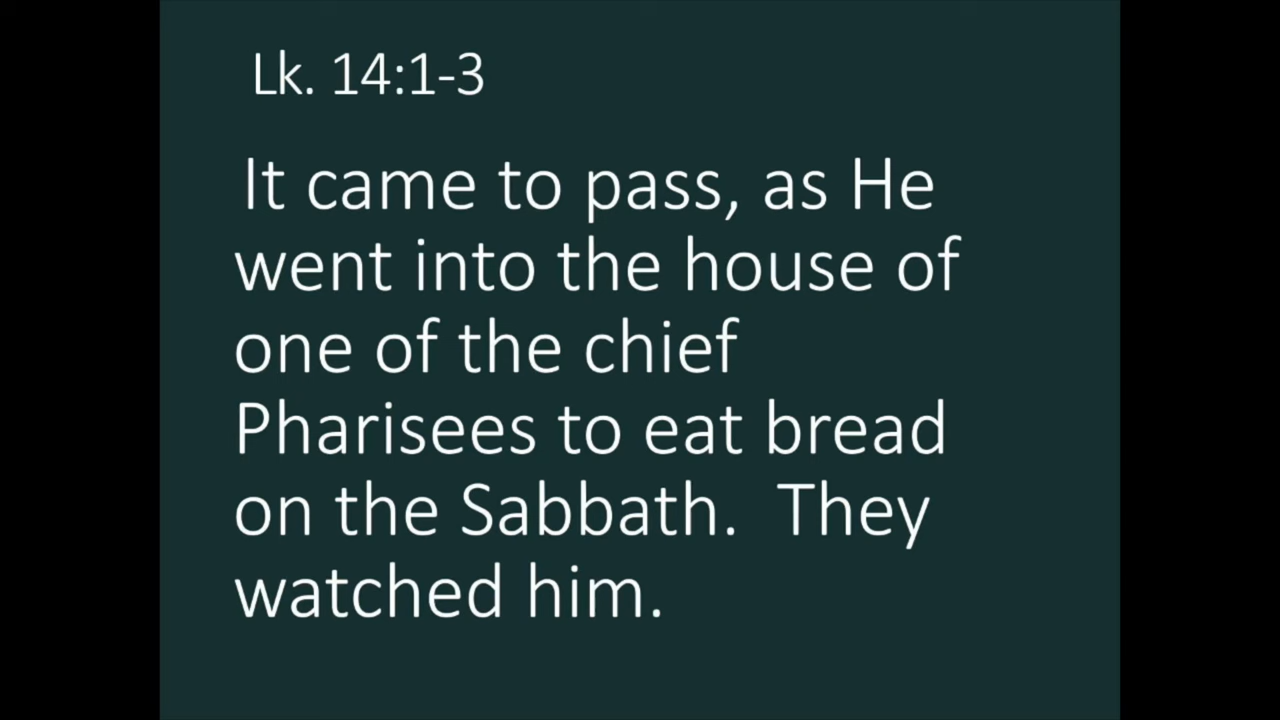 Lk. 14:1-3
It came to pass, as He
went into the house of
one of the chief
Pharisees to eat bread
on the Sabbath.  They
watched him.